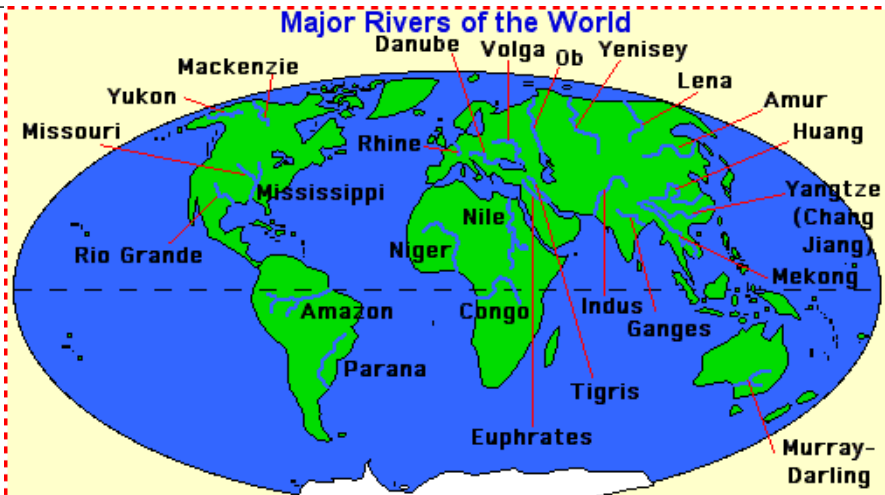 Major Rivers of the World
Danube
Volga
Ob
Yenisey
Mackenzie
Lena
Yukon
Amur
Missouri
Huang
Rhine
Mississippi
Yangtze
(Chang
Jiang)
Nile
Niger
Rio Grande
Mekong
Amazon
Congo
Indus
Ganges
Parana
Tigris
Euphrates
Murray-
Darling